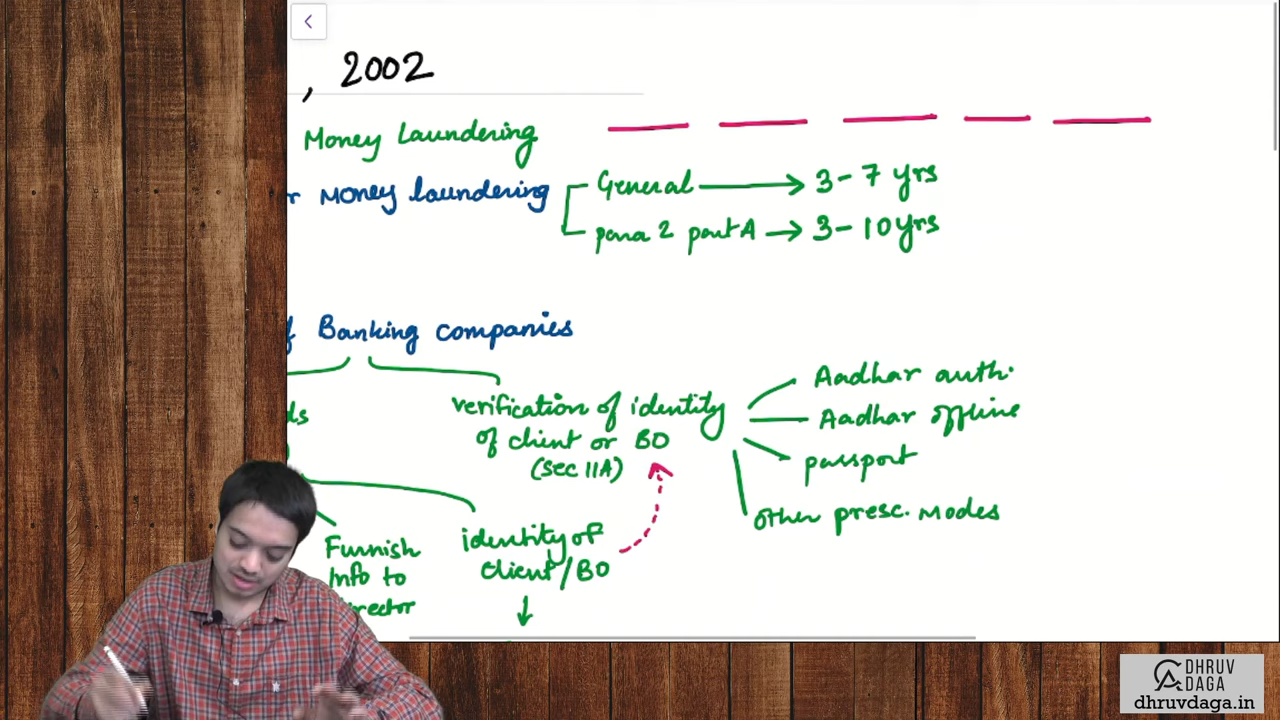 , 2002
Money Laundering
r Money laundering
General → 3 - 7 yrs
para 2 part A → 3 - 10 yrs
f Banking companies
ds
verification of identity
of client or BO
(sec 11A)
Aadhar auth.
Aadhar offline
passport
other presc. Modes
Furnish
info to
rector
identity of
client/BO
↓
DHRUV
DAGA
dhruvdaga.in